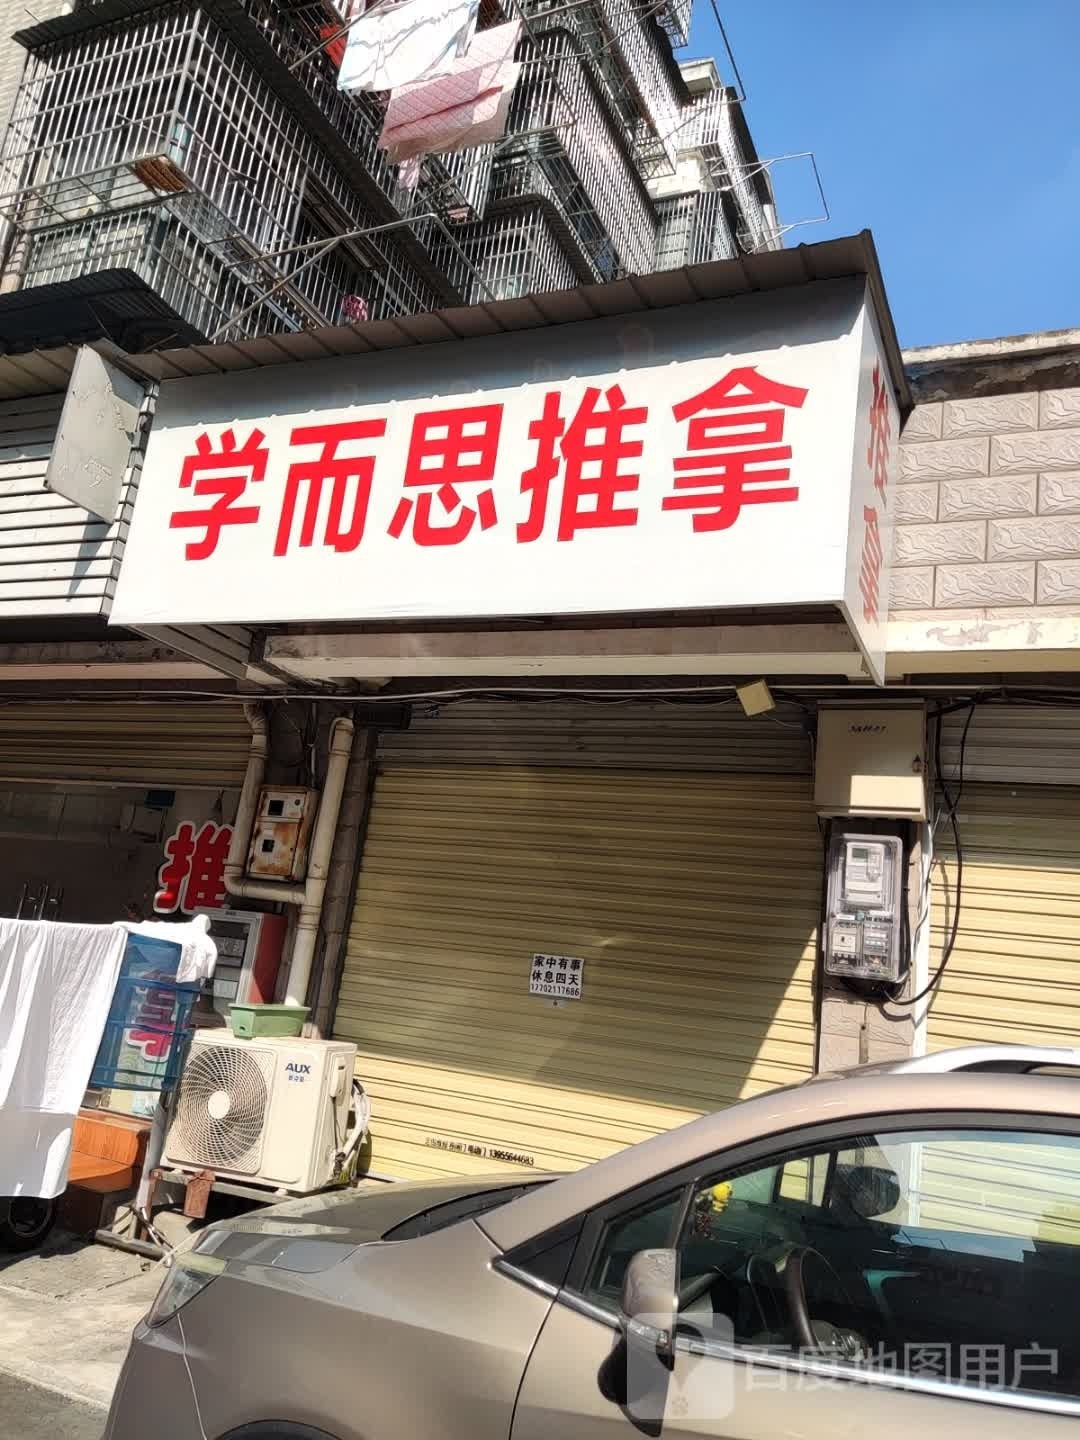 学而思推拿
推拿
推
家中有事
休息四天
17702117686
AUX
13955644683
百度地图用户